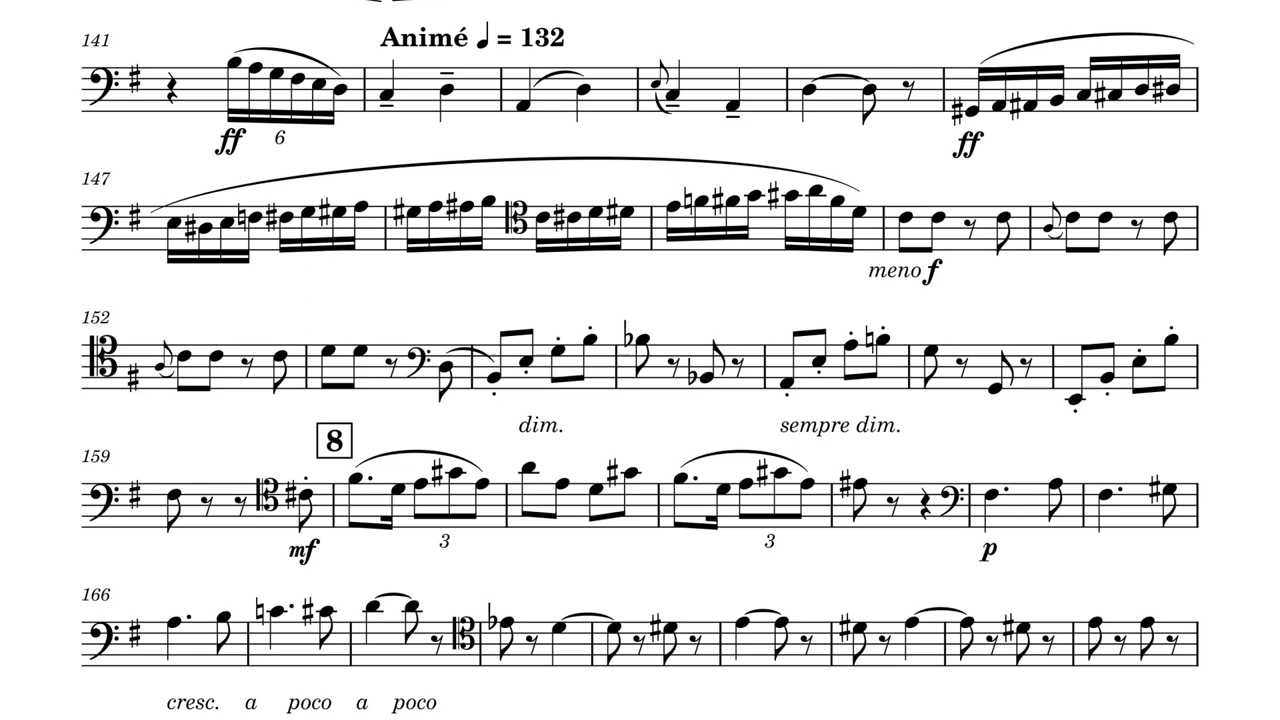 141 Animé ♩ = 132
ff 6 ff
147
meno f
152
dim. sempre dim.
159 8
mf 3 3 p
166
cresc. a poco a poco